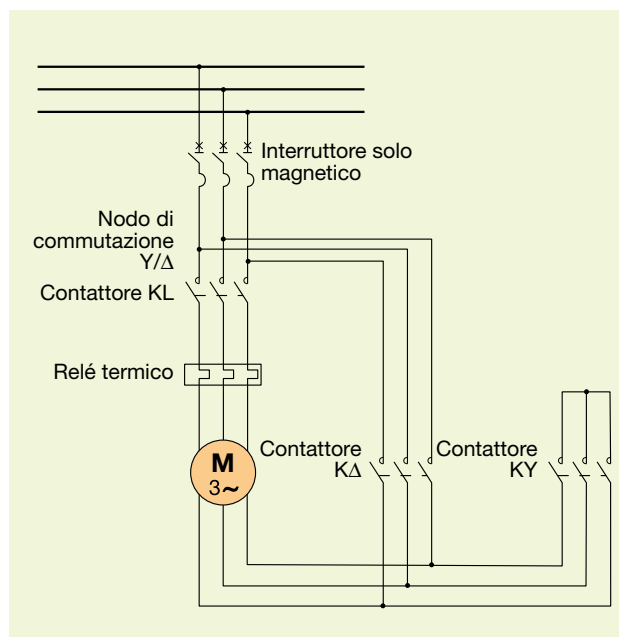 Interruttore solo
magnetico
Nodo di
commutazione
Y/Δ
Contattore KL
Relé termico
M
3~
Contattore
KΔ
Contattore
KY